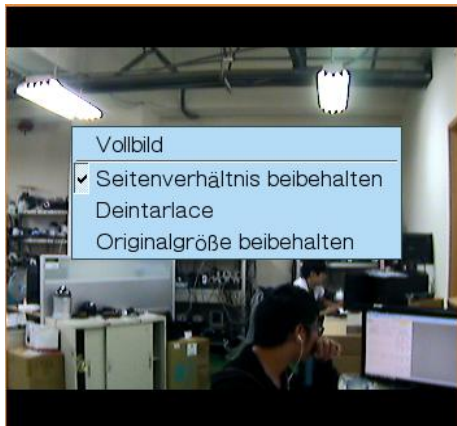 Vollbild
Seitenverhältnis beibehalten
Deintarlace
Originalgröße beibehalten